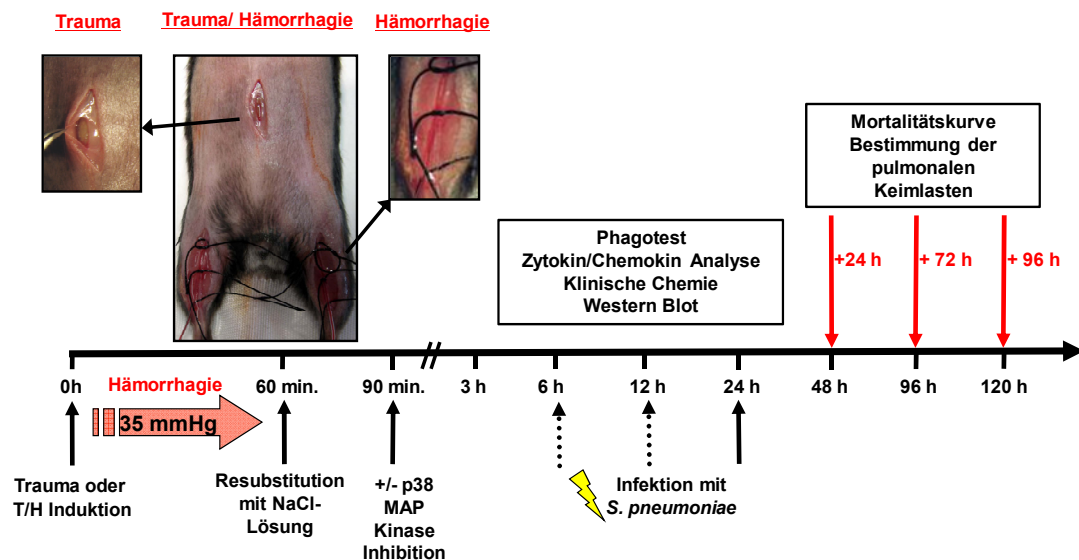 Trauma
Trauma/ Hämorrhagie
Hämorrhagie
Mortalitätskurve
Bestimmung der
pulmonalen
Keimlasten
Phagotest
Zytokin/Chemokin Analyse
Klinische Chemie
Western Blot
+24 h
+ 72 h
+ 96 h
0h
Hämorrhagie
60 min.
90 min.
3 h
6 h
12 h
24 h
48 h
96 h
120 h
35 mmHg
Trauma oder
T/H Induktion
Resubstitution
mit NaCl-
Lösung
+/- p38
MAP
Kinase
Inhibition
Infektion mit
S. pneumoniae